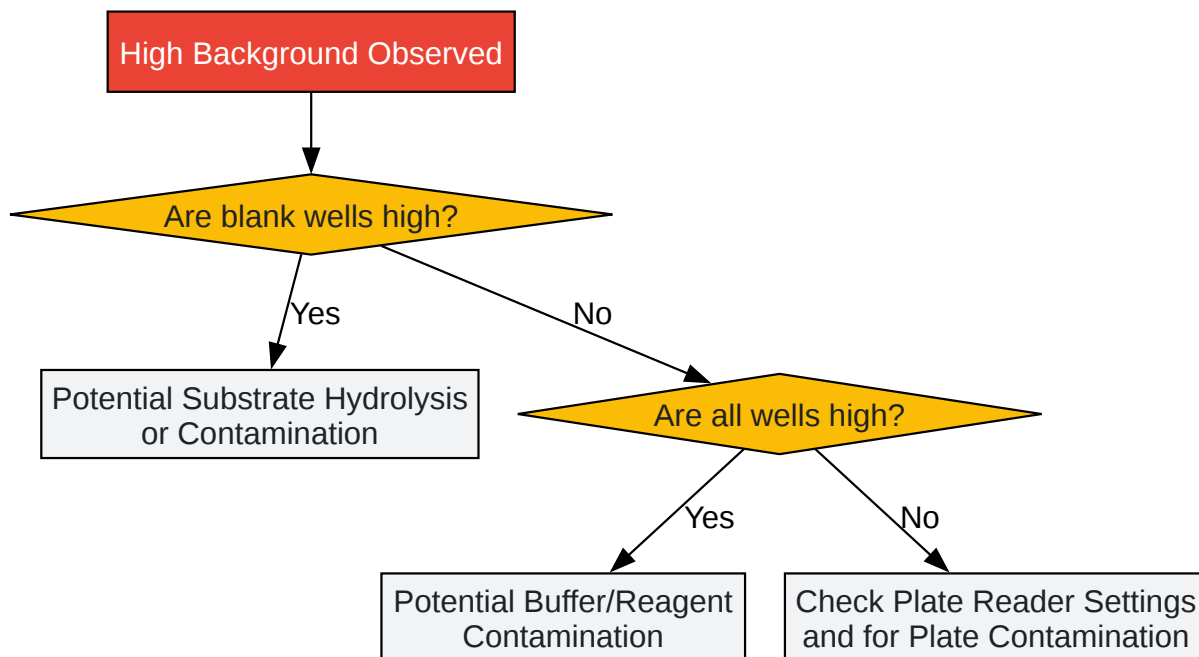 High Background Observed
Are blank wells high?
Yes
No
Potential Substrate Hydrolysis
or Contamination
Are all wells high?
Yes
No
Potential Buffer/Reagent
Contamination
Check Plate Reader Settings
and for Plate Contamination